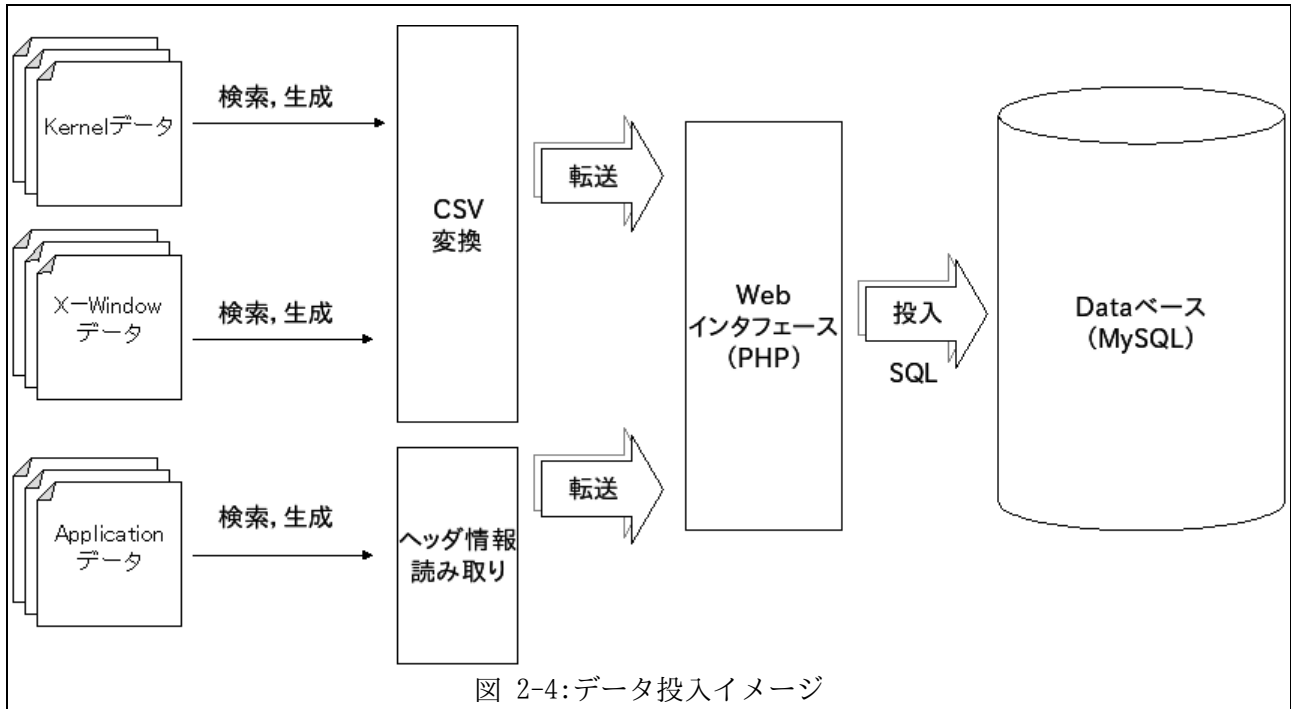 Kernelデータ
検索,生成
X－Window
データ
検索,生成
Application
データ
検索,生成
CSV
変換
ヘッダ情報
読み取り
転送
転送
Web
インタフェース
(PHP)
投入
SQL
Dataベース
(MySQL)
図 2-4:データ投入イメージ